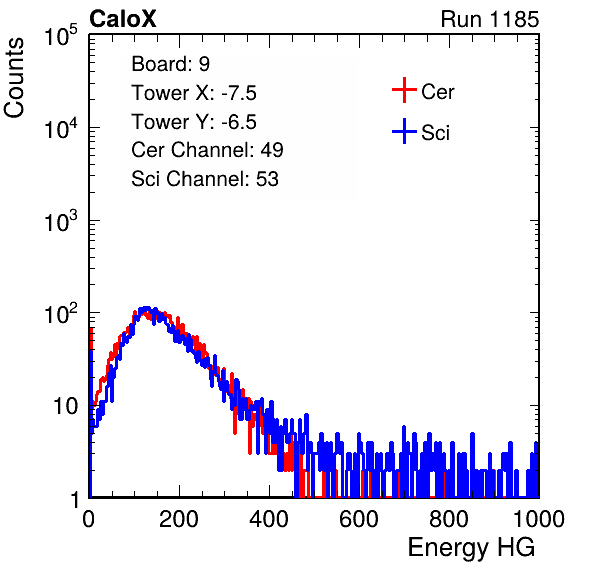 CaloX Run 1185
Counts
10^5
10^4
10^3
10^2
10
1
Board: 9
Tower X: -7.5
Tower Y: -6.5
Cer Channel: 49
Sci Channel: 53
Cer
Sci
0 200 400 600 800 1000
Energy HG